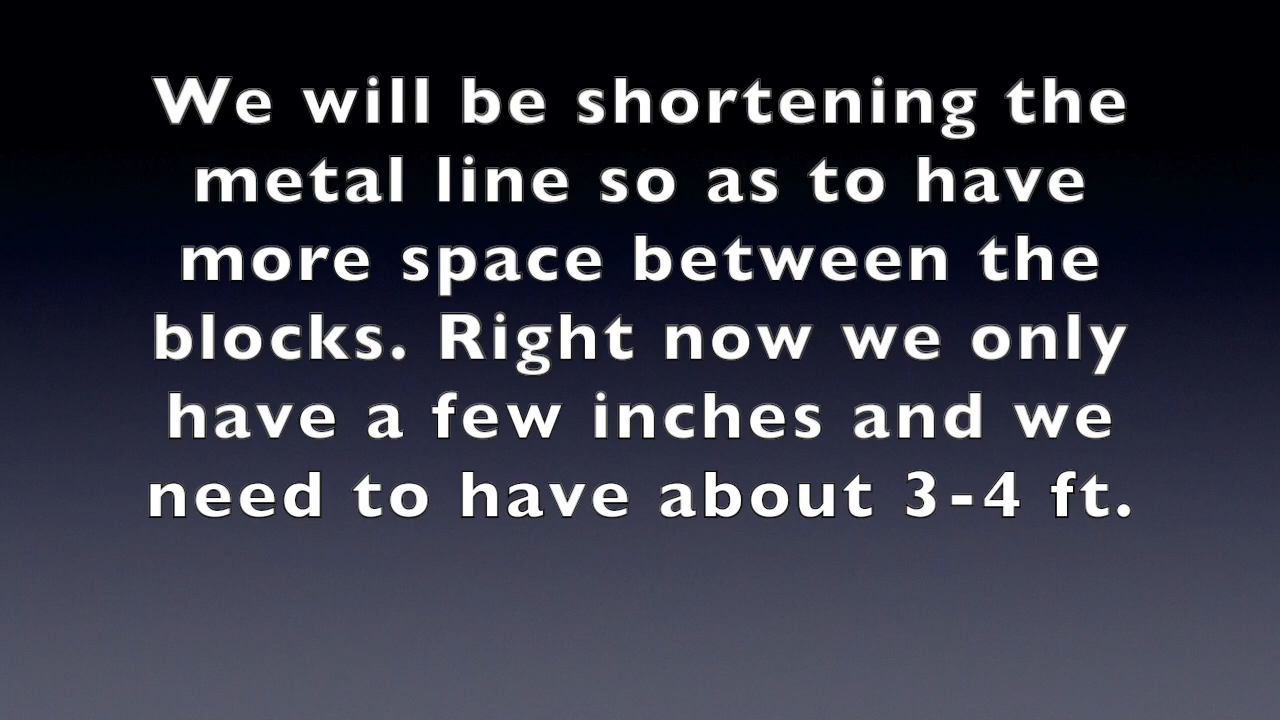 We will be shortening the
metal line so as to have
more space between the
blocks. Right now we only
have a few inches and we
need to have about 3-4 ft.